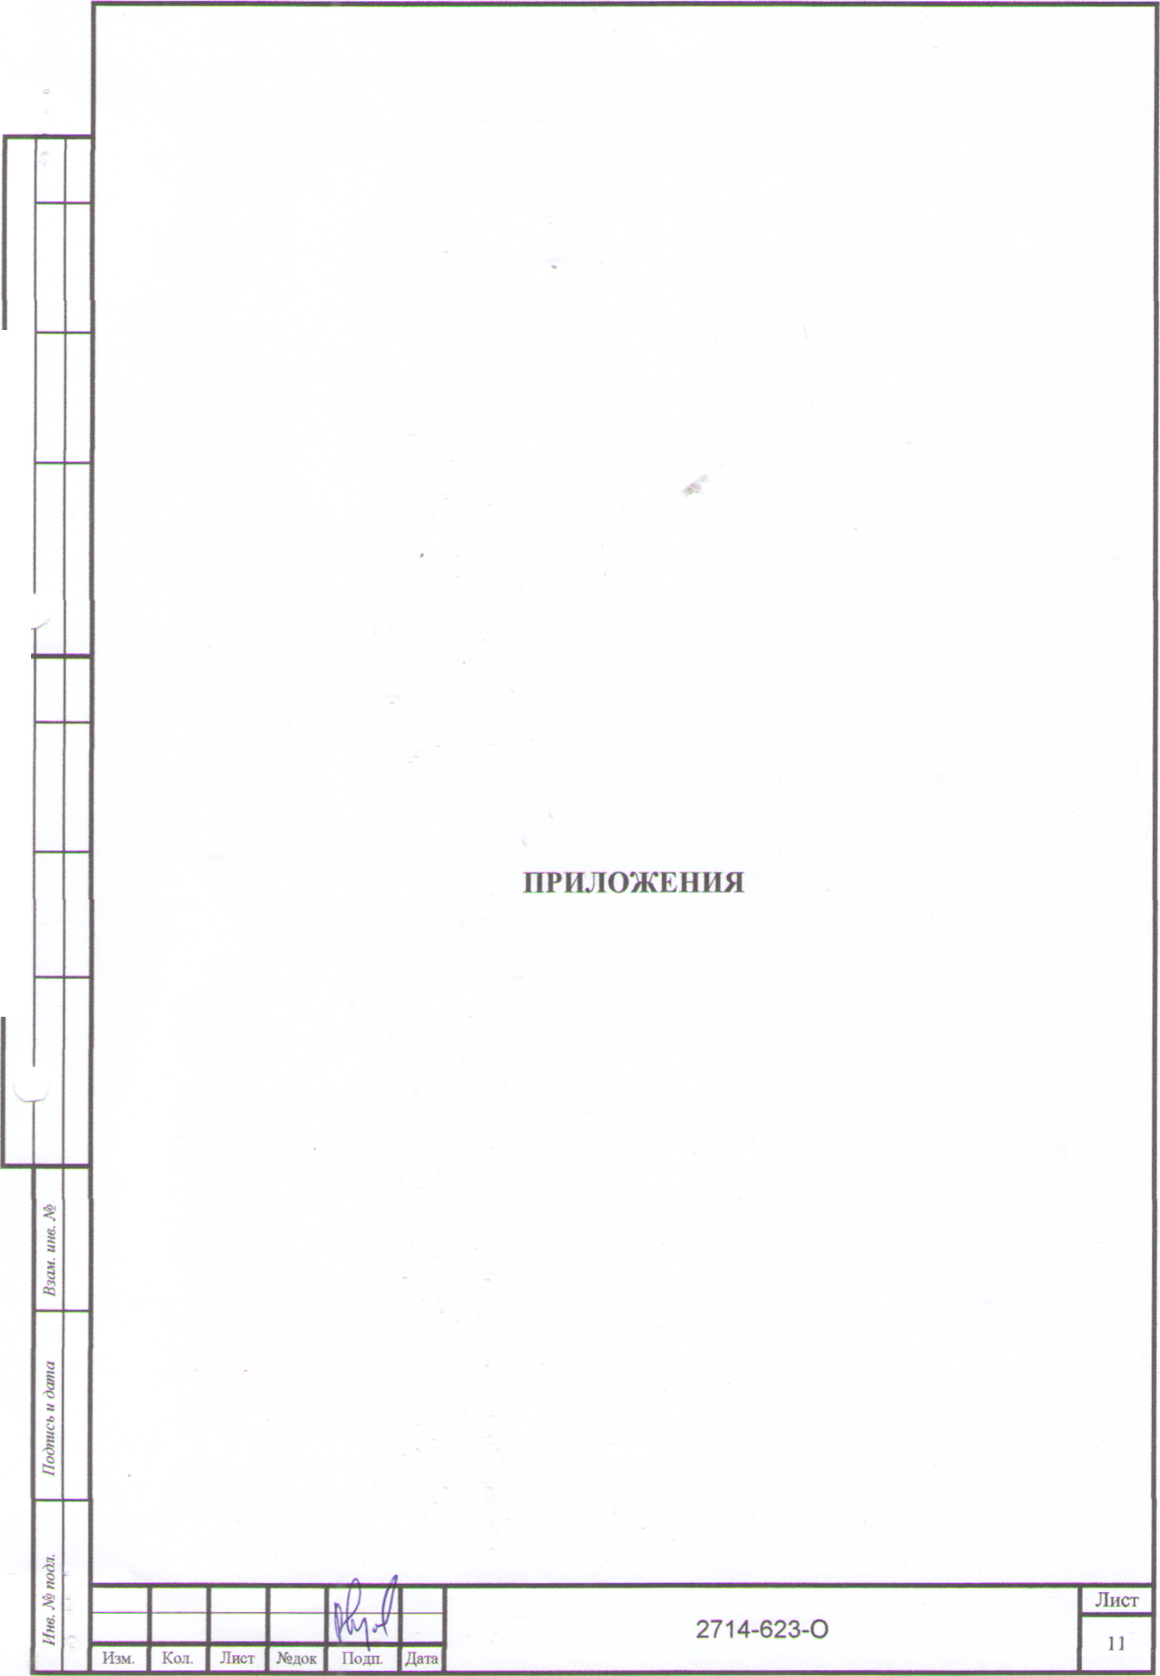 ПРИЛОЖЕНИЯ
Взам. инв. №
Подпись и дата
Инв. № подл.
Изм. Кол. Лист №док Подп. Дата
2714-623-О
Лист
11